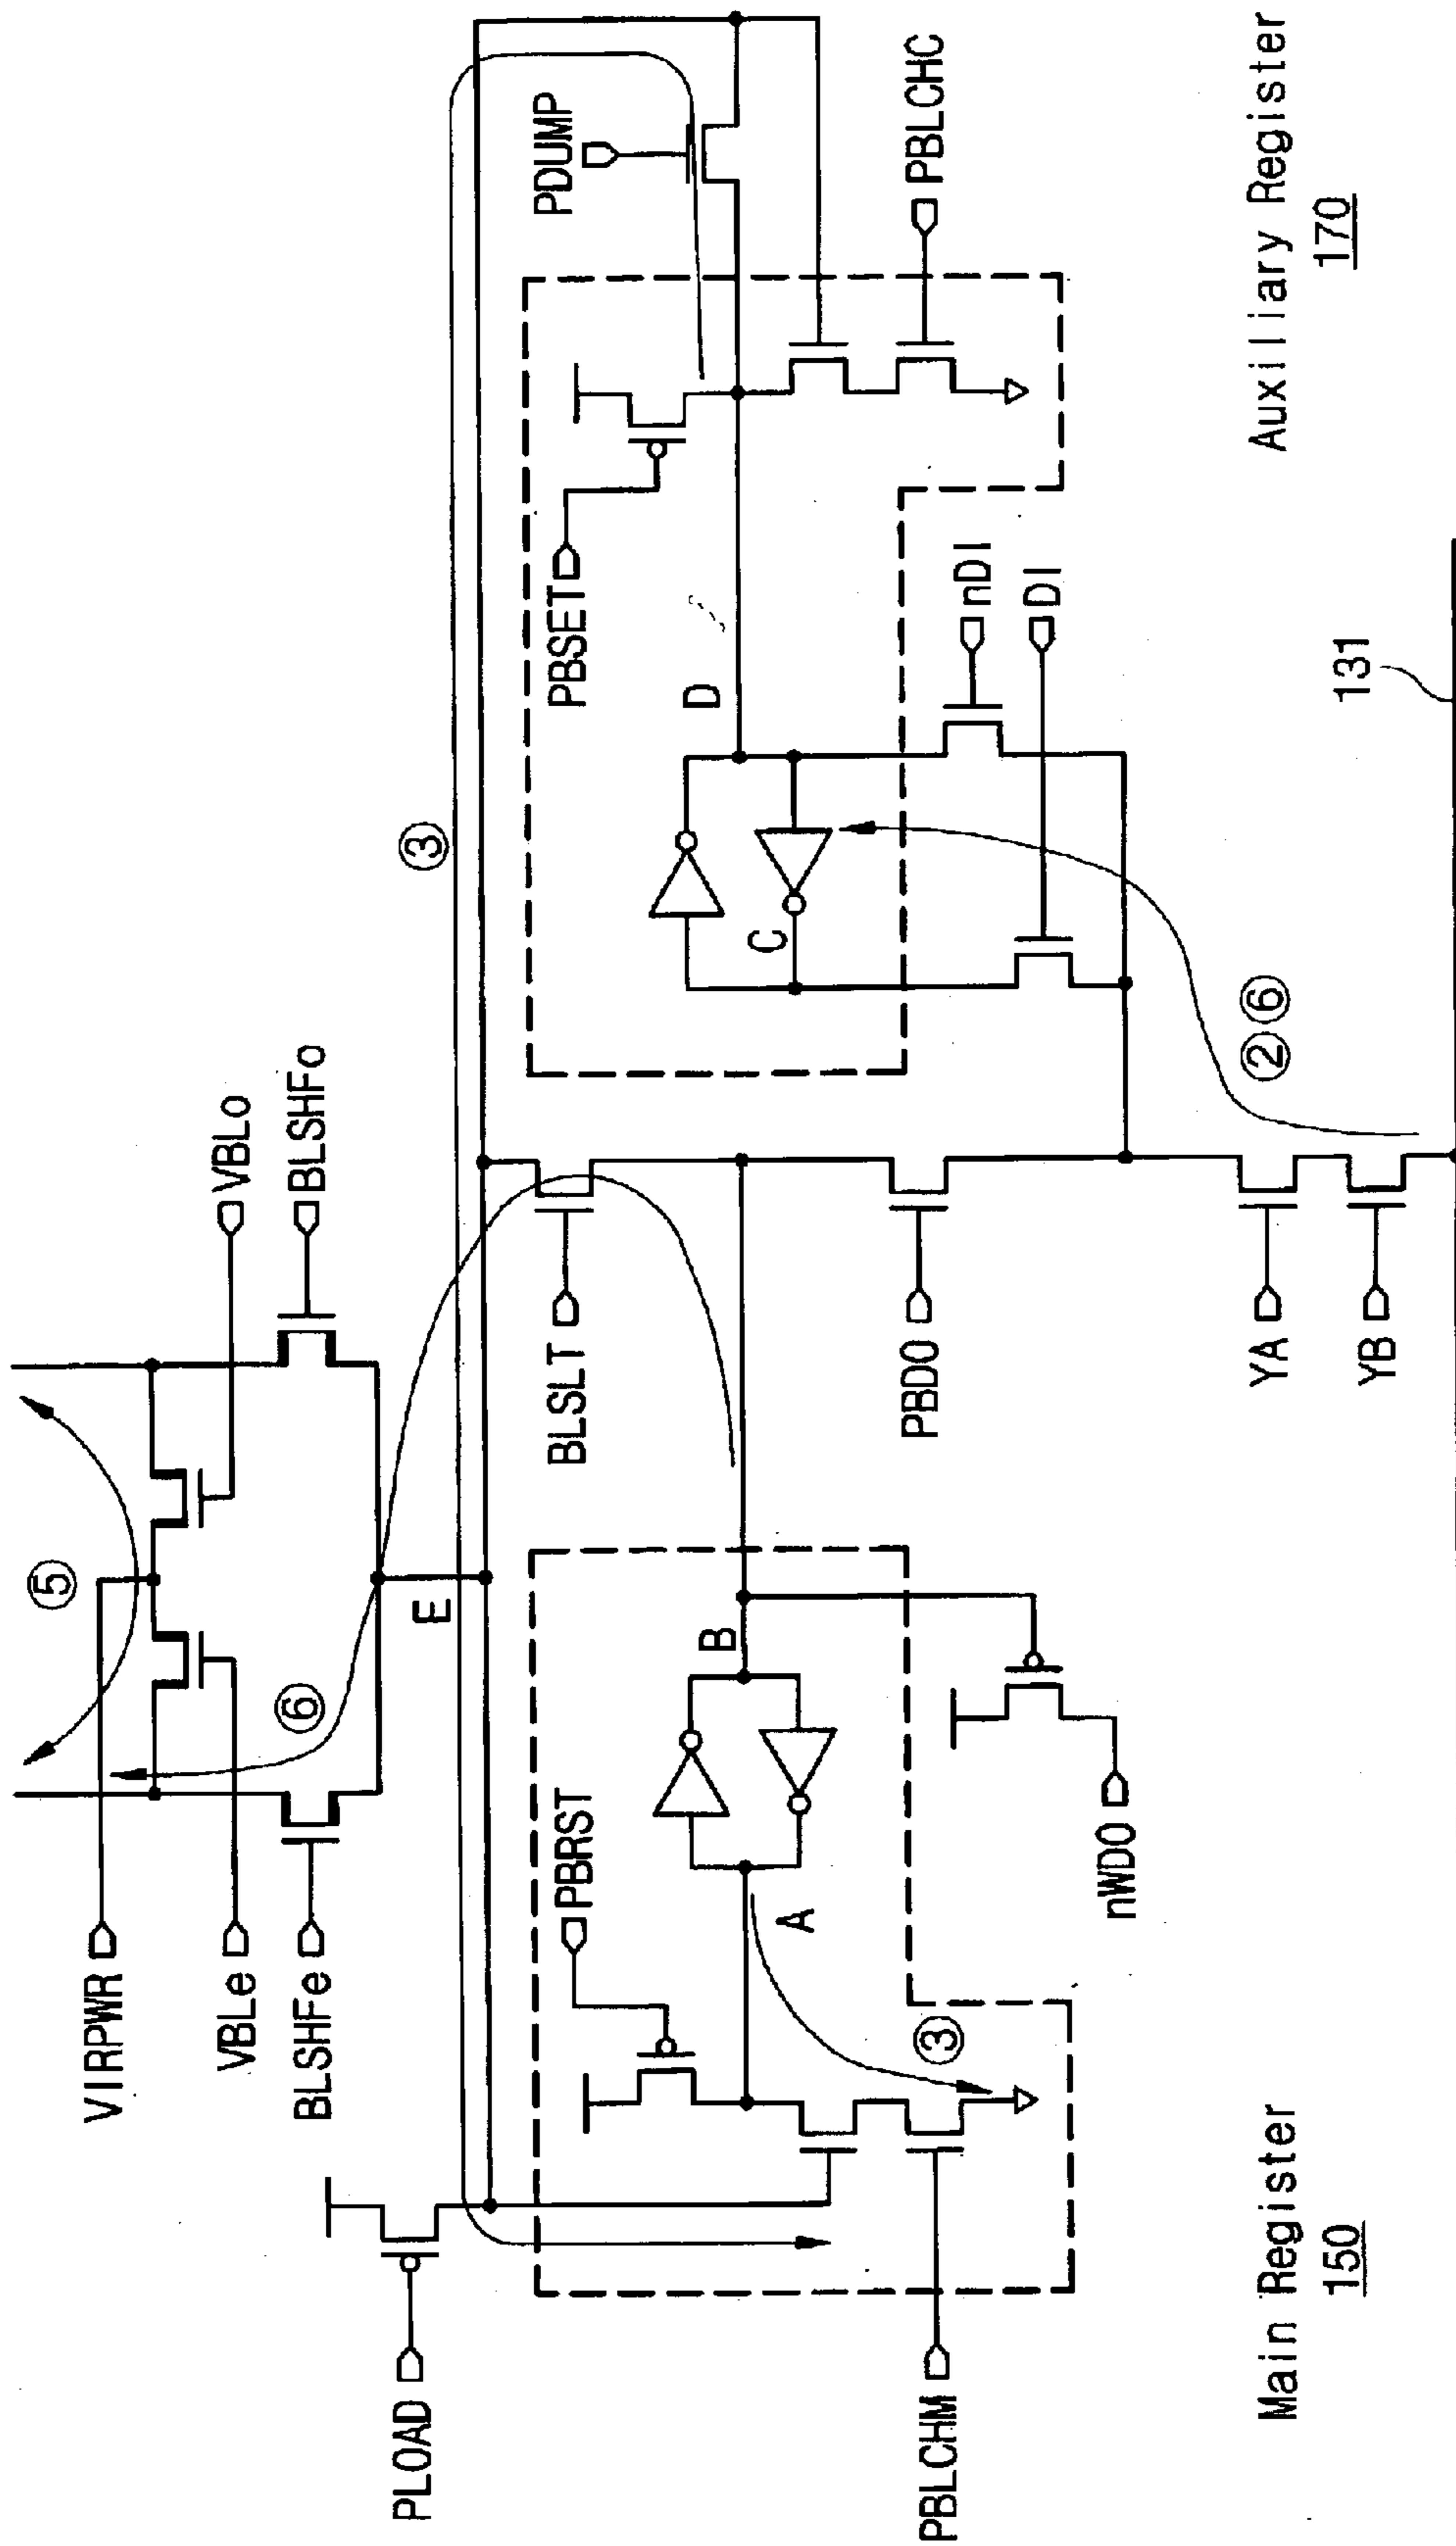 VIRPWR
VBLe
BLSHFe
⑤
⑥
VBLo
BLSHFo
PLOAD
E
③
BLSLT
PBRST
B
A
③
PBLCHM
nWDO
PBDO
PBSET
PDUMP
D
C
PBLCHC
nDI
DI
YA
YB
②⑥
131
Main Register
150
Auxiliary Register
170